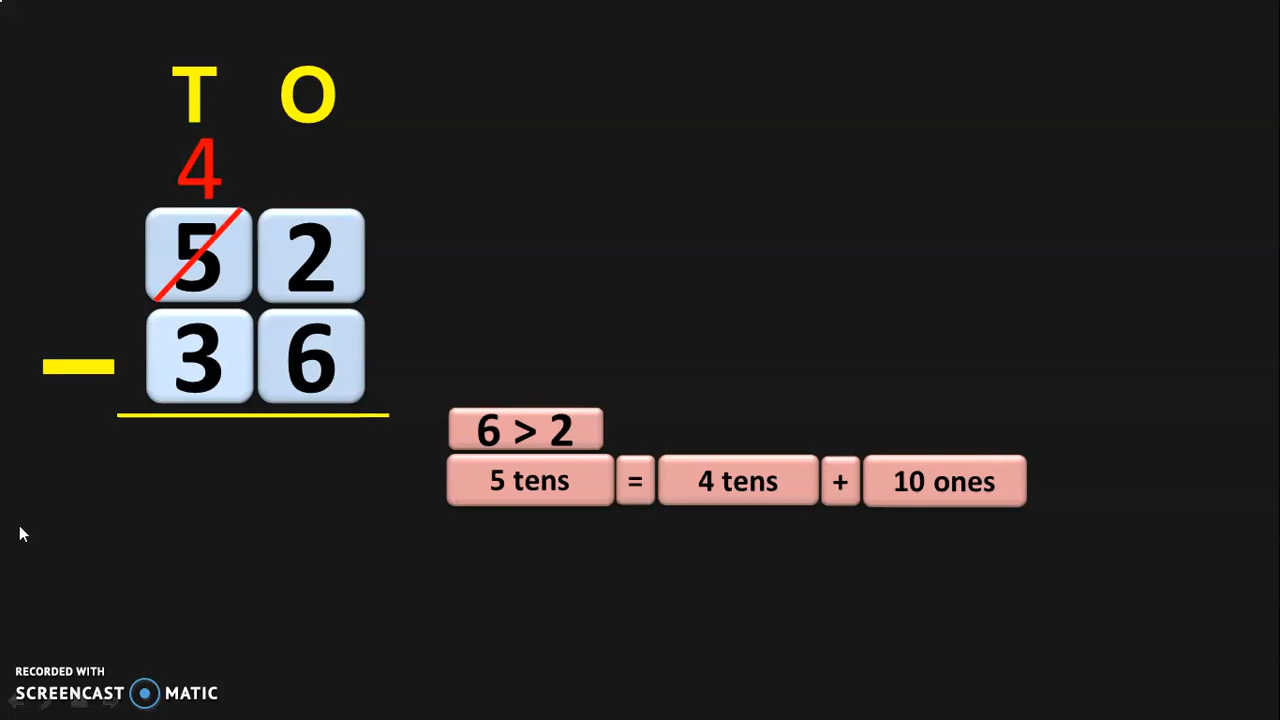 T O
4
5 2
− 3 6
6 > 2
5 tens = 4 tens + 10 ones
RECORDED WITH
SCREENCAST MATIC